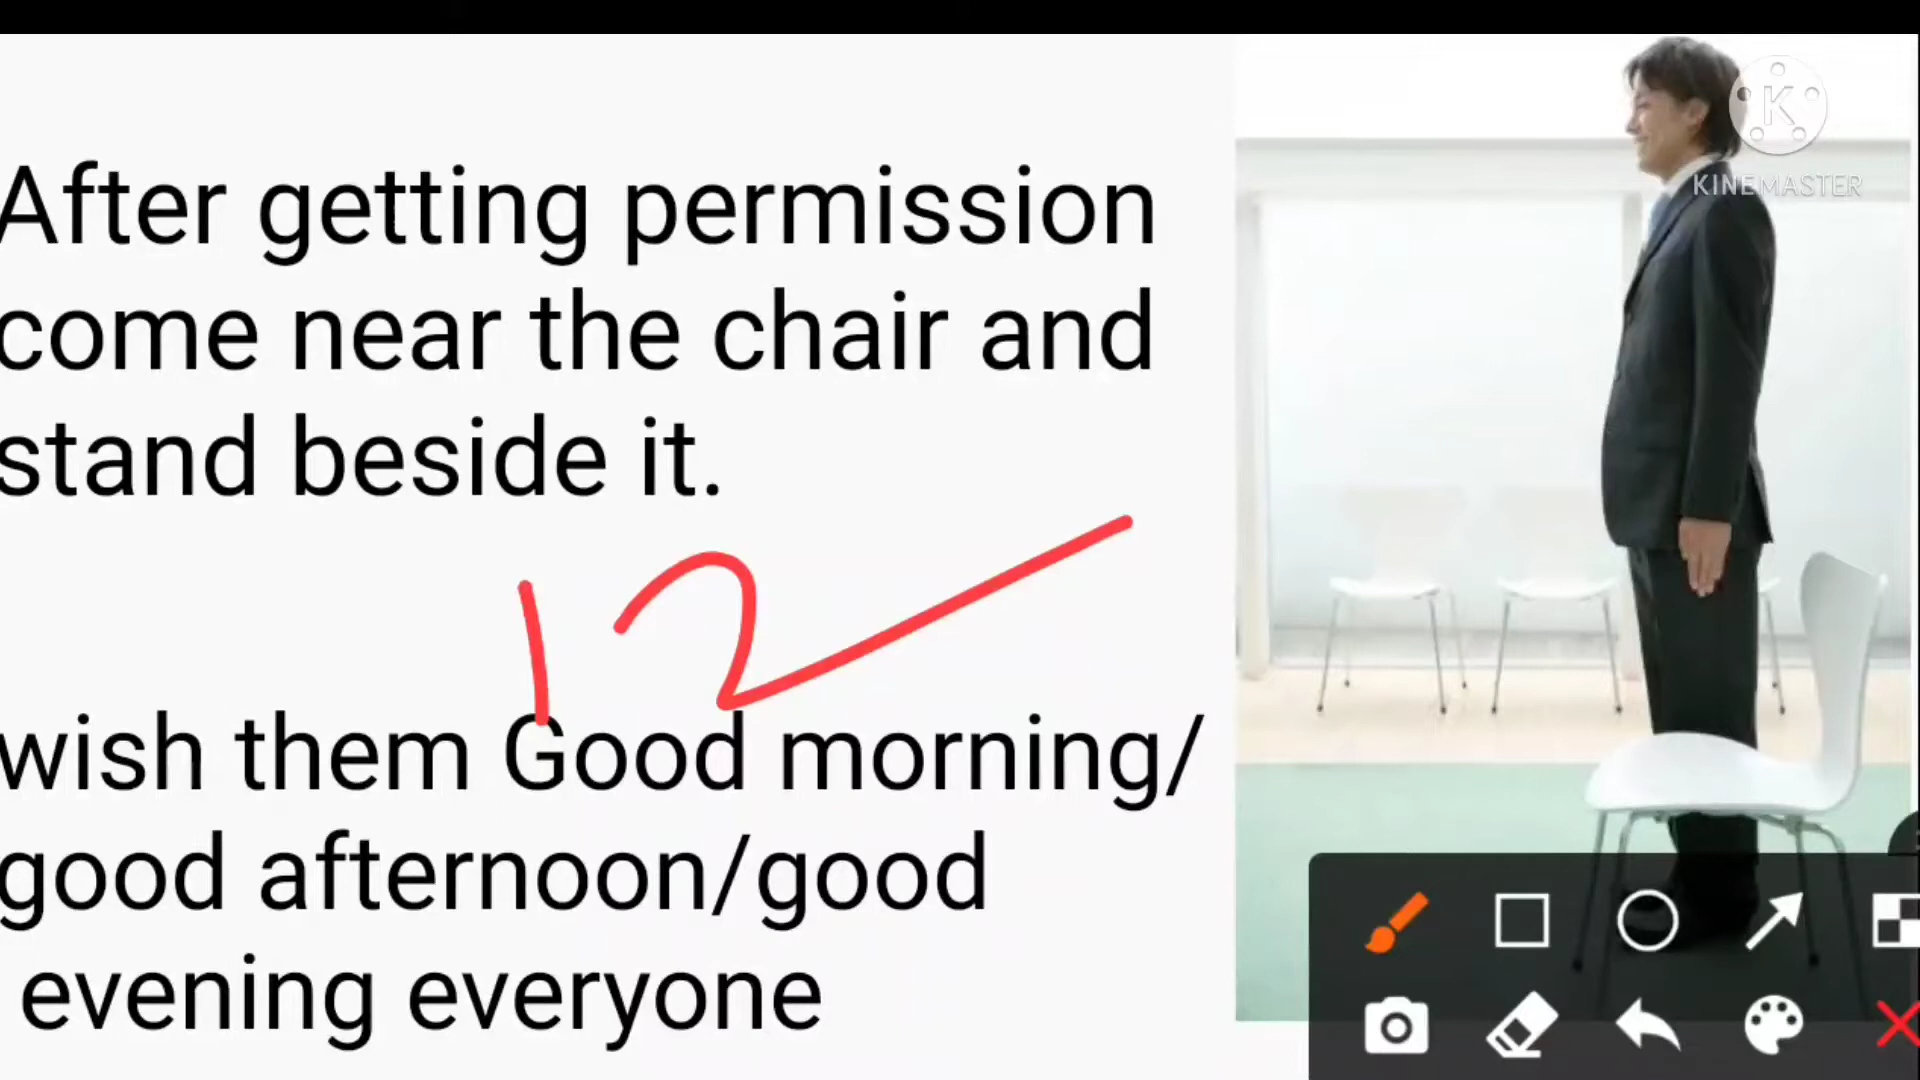 After getting permission
come near the chair and
stand beside it.
12
wish them Good morning/
good afternoon/good
evening everyone
K
KINEMASTER